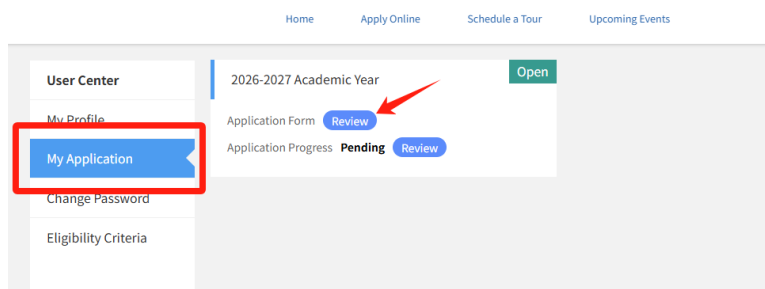 Home Apply Online Schedule a Tour Upcoming Events
User Center
My Profile
My Application
Change Password
Eligibility Criteria
2026-2027 Academic Year Open
Application Form Review
Application Progress Pending Review